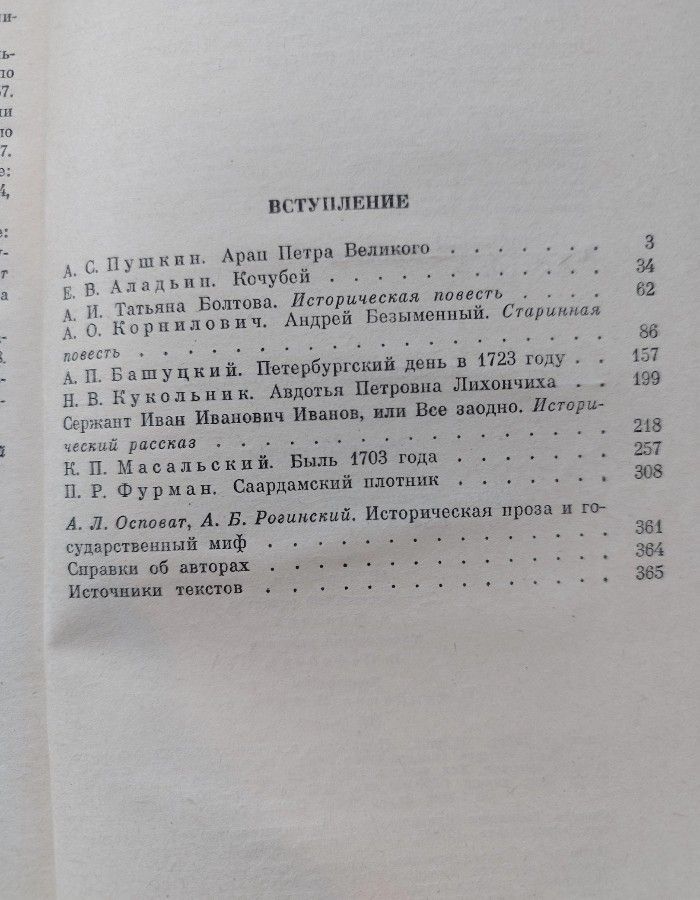 ВСТУПЛЕНИЕ
А. С. Пушкин. Арап Петра Великого . . . . . . . 3
Е. В. Аладьин. Кочубей . . . . . . . . . . . 34
А. И. Татьяна Болтова. Историческая повесть . . . . 62
А. О. Корнилович. Андрей Безыменный. Старинная
повесть . . . . . . . . . . . . . . . . . 86
А. П. Башуцкий. Петербургский день в 1723 году . . 157
Н. В. Кукольник. Авдотья Петровна Лихончиха . . 199
Сержант Иван Иванович Иванов, или Все заодно. Истори-
ческий рассказ . . . . . . . . . . . . . . 218
К. П. Масальский. Быль 1703 года . . . . . . . 257
П. Р. Фурман. Саардамский плотник . . . . . . . 308
А. Л. Осповат, А. Б. Рогинский. Историческая проза и го-
сударственный миф . . . . . . . . . . . . 361
Справки об авторах . . . . . . . . . . . . 364
Источники текстов . . . . . . . . . . . . . 365